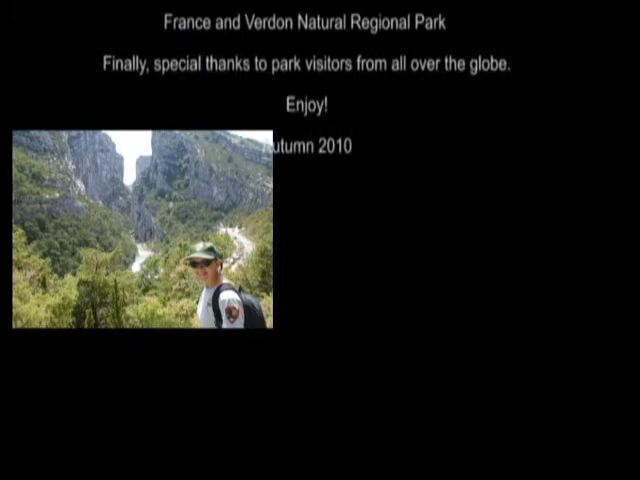 France and Verdon Natural Regional Park
Finally, special thanks to park visitors from all over the globe.
Enjoy!
Autumn 2010